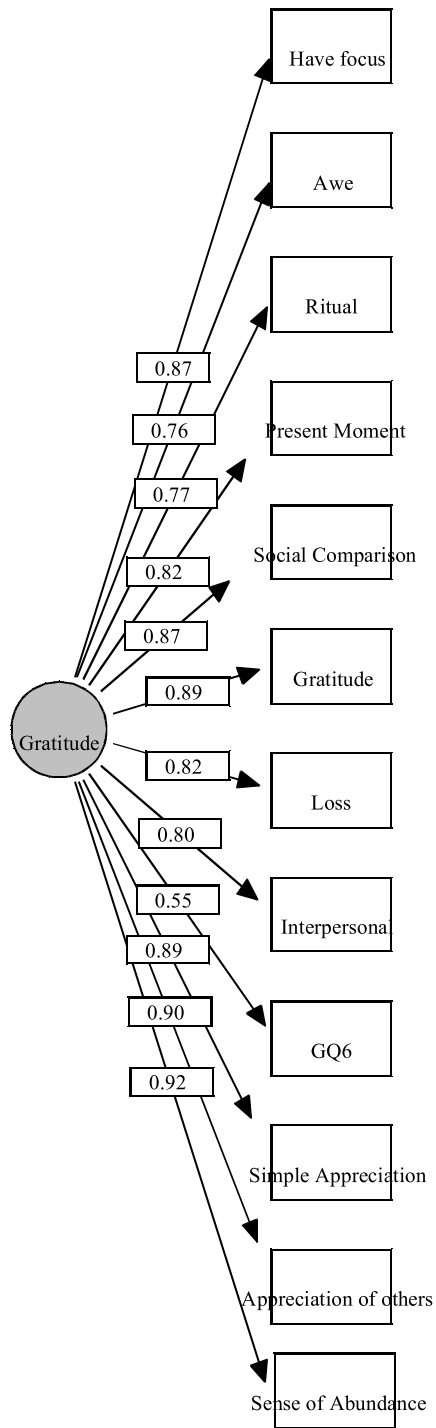 Have focus
Awe
Ritual
0.87
0.76
Present Moment
0.77
Social Comparison
0.82
0.87
Gratitude
0.89
Gratitude
0.82
Loss
0.80
0.55
Interpersonal
0.89
0.90
GQ6
0.92
Simple Appreciation
Appreciation of others
Sense of Abundance